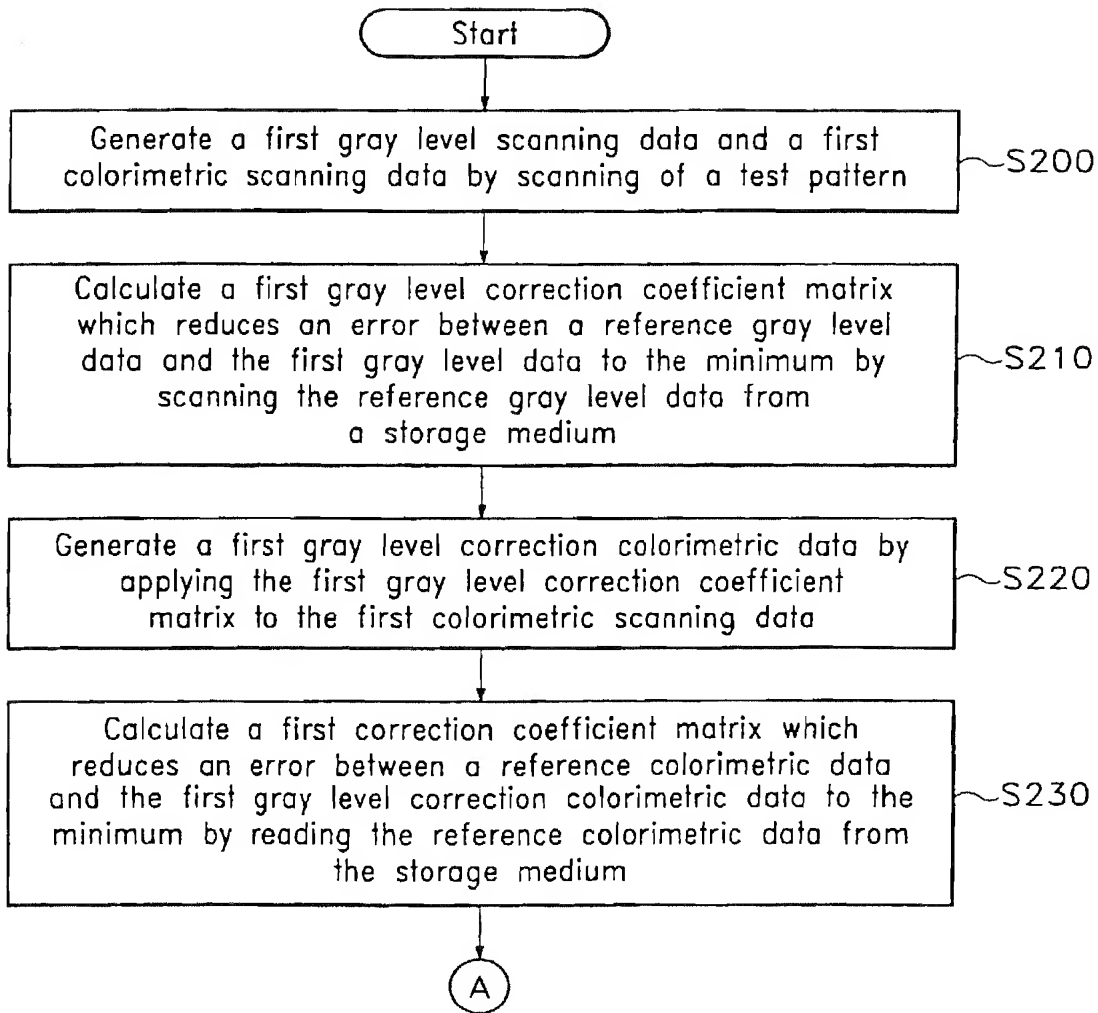 Start
Generate a first gray level scanning data and a first
colorimetric scanning data by scanning of a test pattern
S200
Calculate a first gray level correction coefficient matrix
which reduces an error between a reference gray level
data and the first gray level data to the minimum by
scanning the reference gray level data from
a storage medium
S210
Generate a first gray level correction colorimetric data by
applying the first gray level correction coefficient
matrix to the first colorimetric scanning data
S220
Calculate a first correction coefficient matrix which
reduces an error between a reference colorimetric data
and the first gray level correction colorimetric data to the
minimum by reading the reference colorimetric data from
the storage medium
S230
A